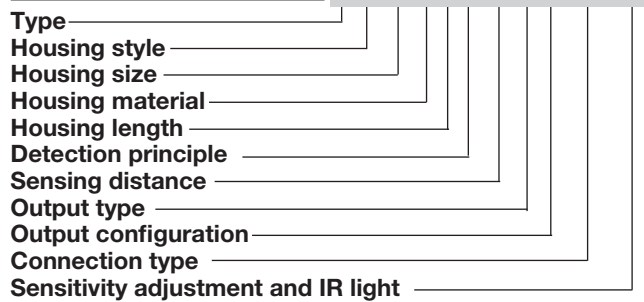 Type
Housing style
Housing size
Housing material
Housing length
Detection principle
Sensing distance
Output type
Output configuration
Connection type
Sensitivity adjustment and IR light